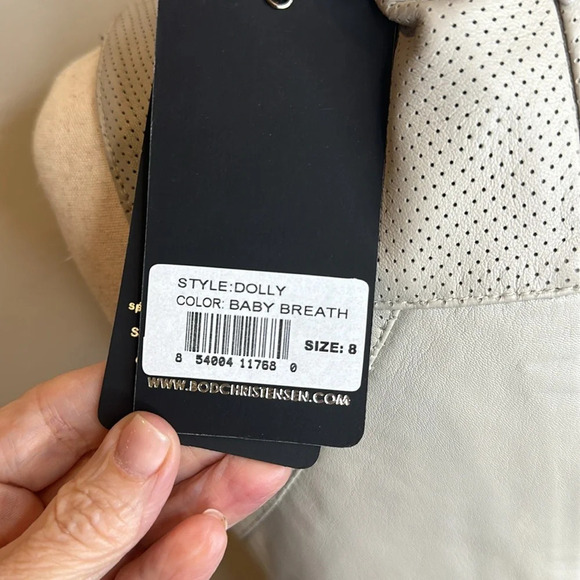 STYLE:DOLLY
COLOR: BABY BREATH
SIZE: 8
8 54004 11768 0
WWW.BODCHRISTENSEN.COM